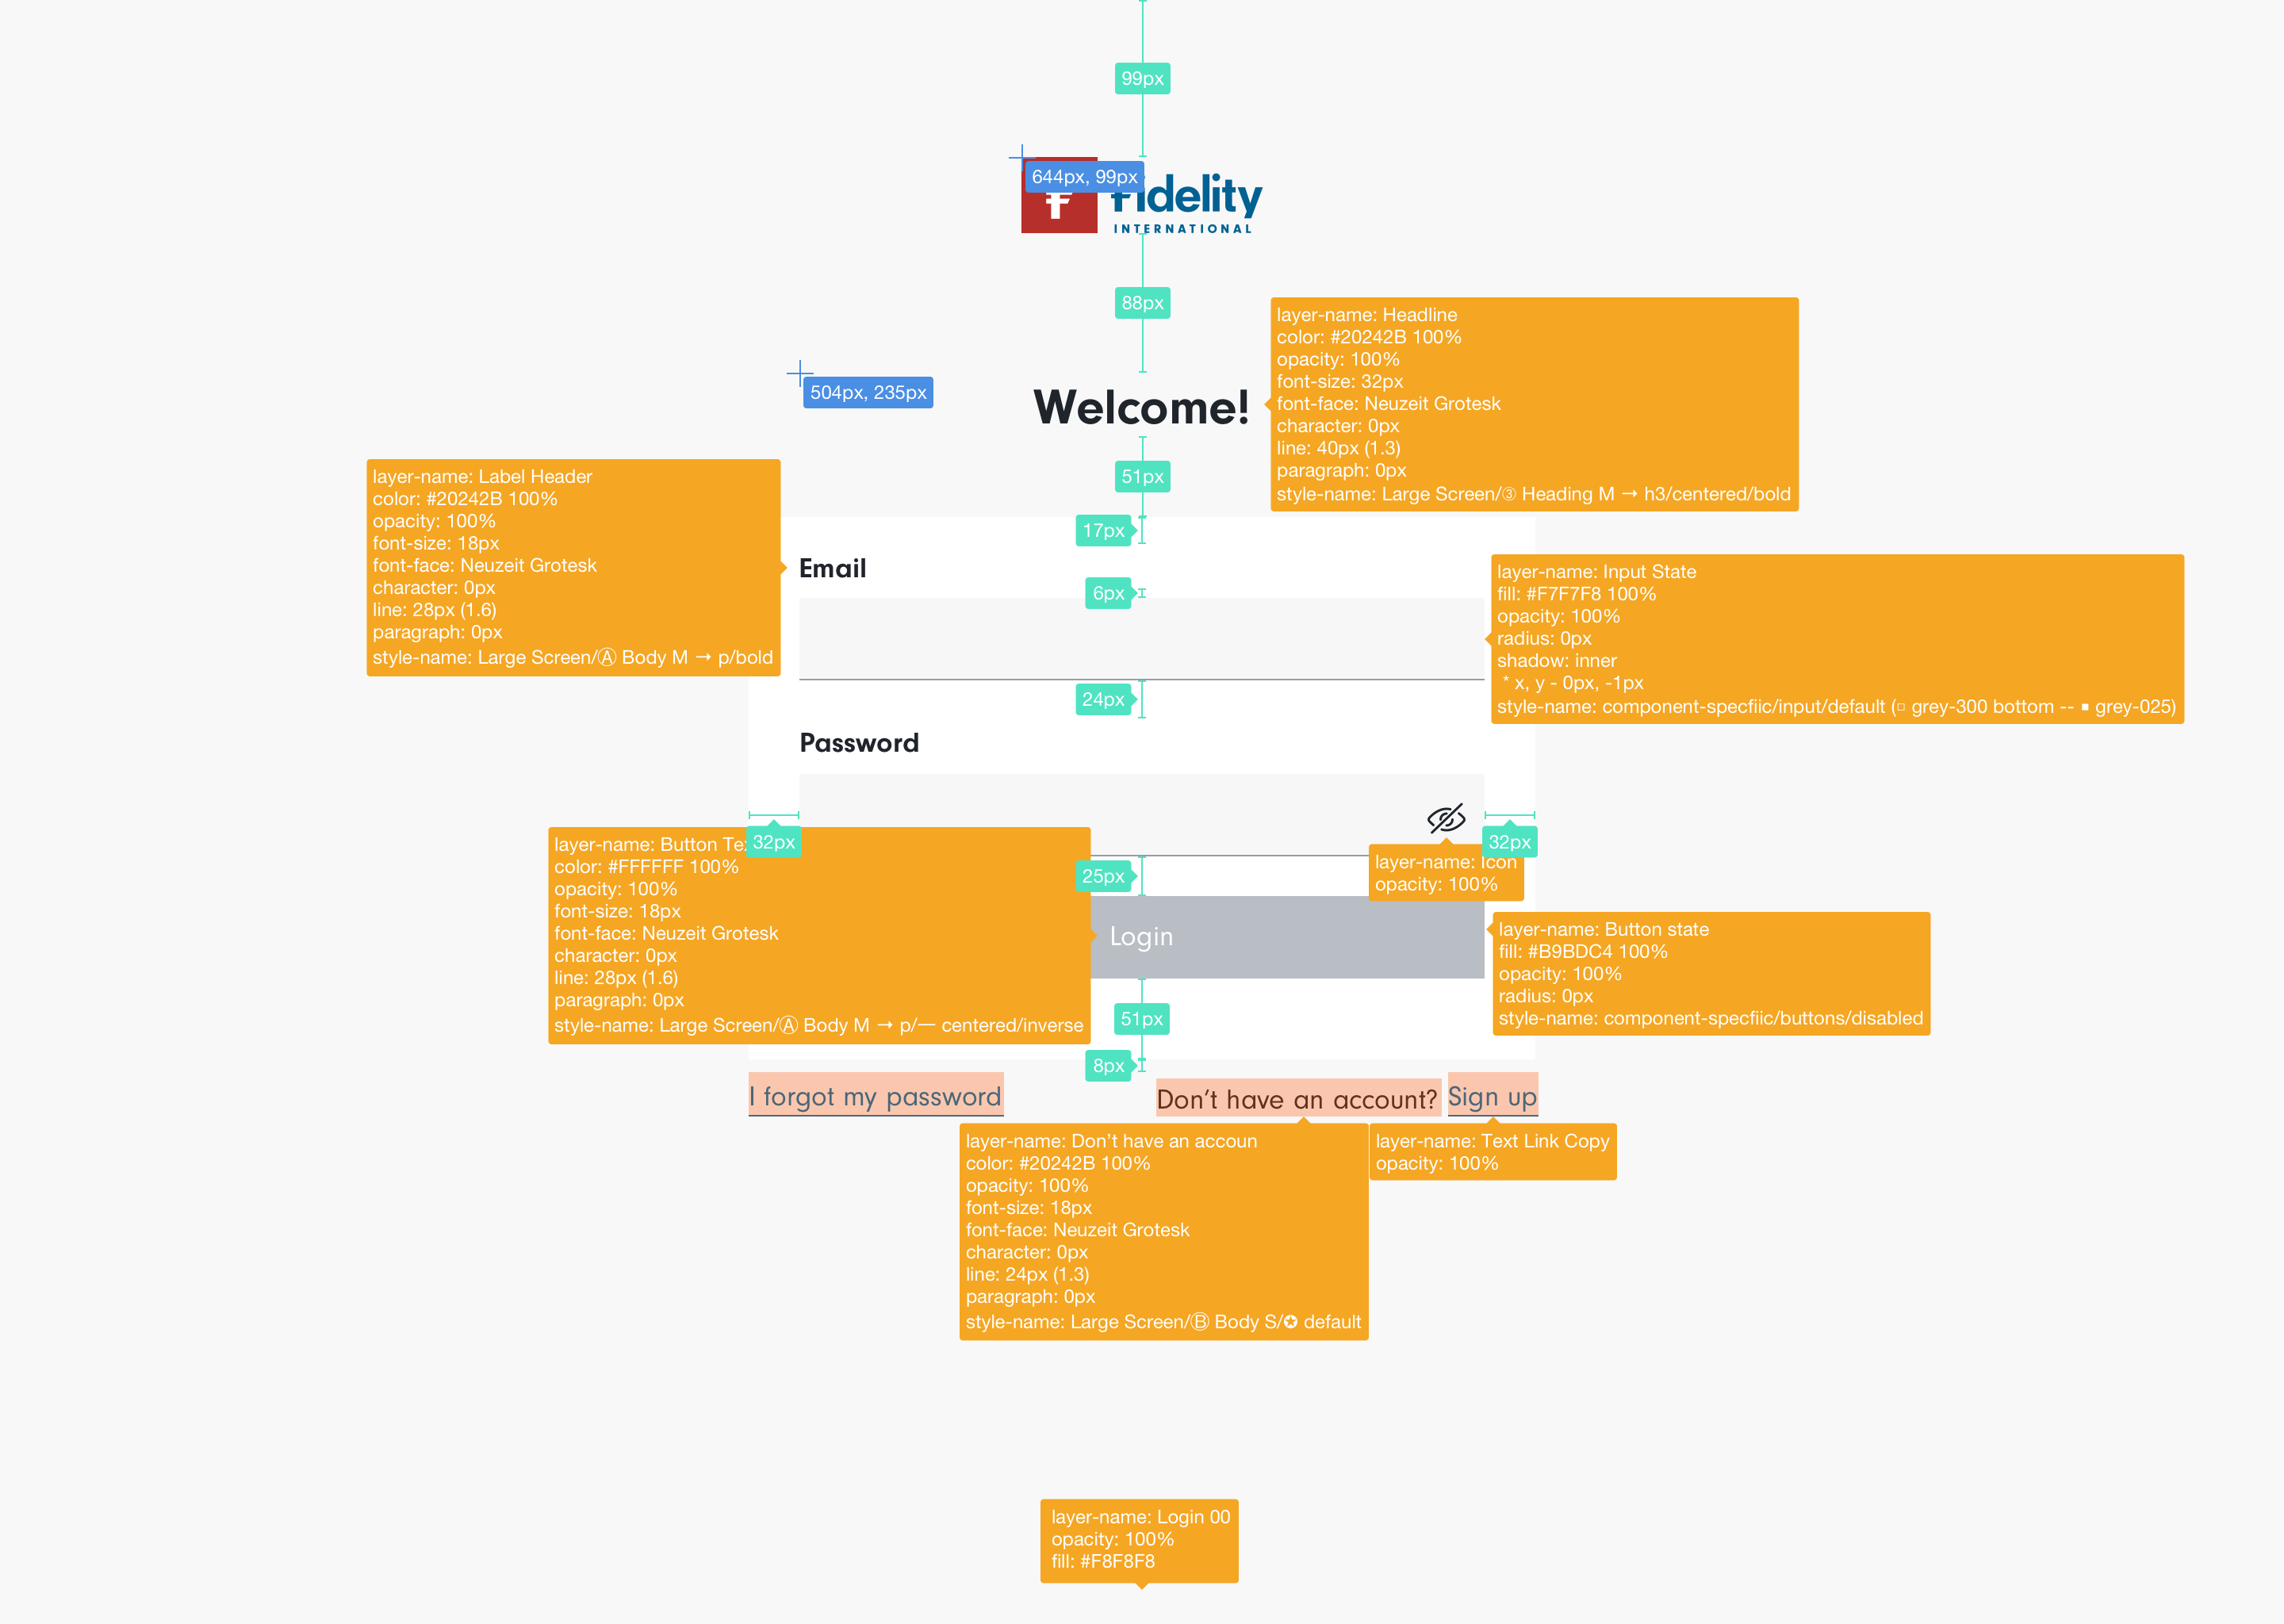 99px
644px, 99px
Fidelity
INTERNATIONAL
88px
layer-name: Headline
color: #20242B 100%
opacity: 100%
font-size: 32px
font-face: Neuzeit Grotesk
character: 0px
line: 40px (1.3)
paragraph: 0px
style-name: Large Screen/③ Heading M → h3/centered/bold
504px, 235px
Welcome!
51px
layer-name: Label Header
color: #20242B 100%
opacity: 100%
font-size: 18px
font-face: Neuzeit Grotesk
character: 0px
line: 28px (1.6)
paragraph: 0px
style-name: Large Screen/Ⓐ Body M → p/bold
17px
Email
6px
layer-name: Input State
fill: #F7F7F8 100%
opacity: 100%
radius: 0px
shadow: inner
* x, y - 0px, -1px
style-name: component-specfiic/input/default (▫ grey-300 bottom -- ▪ grey-025)
24px
Password
32px
32px
layer-name: Button Te
color: #FFFFFF 100%
opacity: 100%
font-size: 18px
font-face: Neuzeit Grotesk
character: 0px
line: 28px (1.6)
paragraph: 0px
style-name: Large Screen/Ⓐ Body M → p/— centered/inverse
layer-name: Icon
opacity: 100%
25px
Login
layer-name: Button state
fill: #B9BDC4 100%
opacity: 100%
radius: 0px
style-name: component-specfiic/buttons/disabled
51px
8px
I forgot my password
Don’t have an account?
Sign up
layer-name: Don’t have an accoun
color: #20242B 100%
opacity: 100%
font-size: 18px
font-face: Neuzeit Grotesk
character: 0px
line: 24px (1.3)
paragraph: 0px
style-name: Large Screen/Ⓑ Body S/✪ default
layer-name: Text Link Copy
opacity: 100%
layer-name: Login 00
opacity: 100%
fill: #F8F8F8